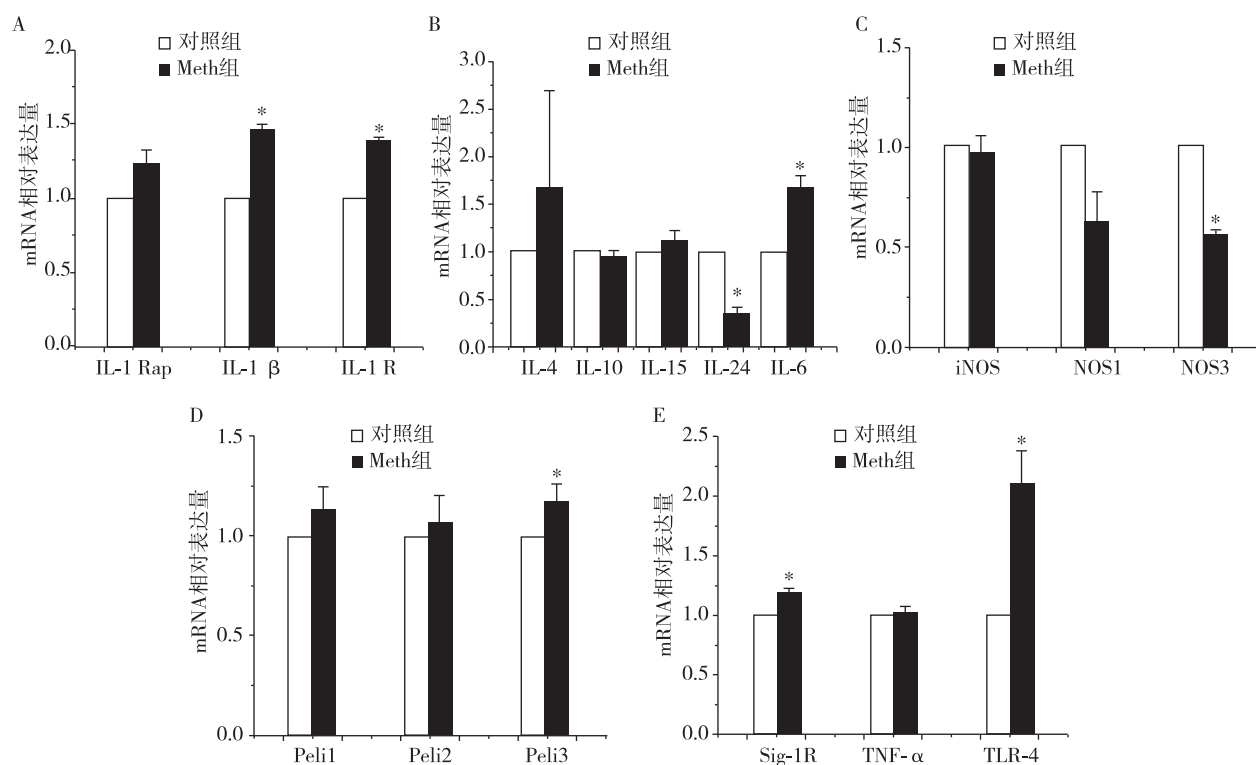 A
2.0
1.5
1.0
0.5
0.0
mRNA相对表达量
对照组
Meth组
*
*
IL-1 Rap
IL-1 β
IL-1 R
B
3.0
2.5
2.0
1.5
1.0
0.5
0.0
mRNA相对表达量
对照组
Meth组
*
*
IL-4
IL-10
IL-15
IL-24
IL-6
C
1.5
1.0
0.5
0.0
mRNA相对表达量
对照组
Meth组
*
iNOS
NOS1
NOS3
D
1.5
1.0
0.5
0.0
mRNA相对表达量
对照组
Meth组
*
Peli1
Peli2
Peli3
E
2.5
2.0
1.5
1.0
0.5
0.0
mRNA相对表达量
对照组
Meth组
*
*
Sig-1R
TNF-α
TLR-4